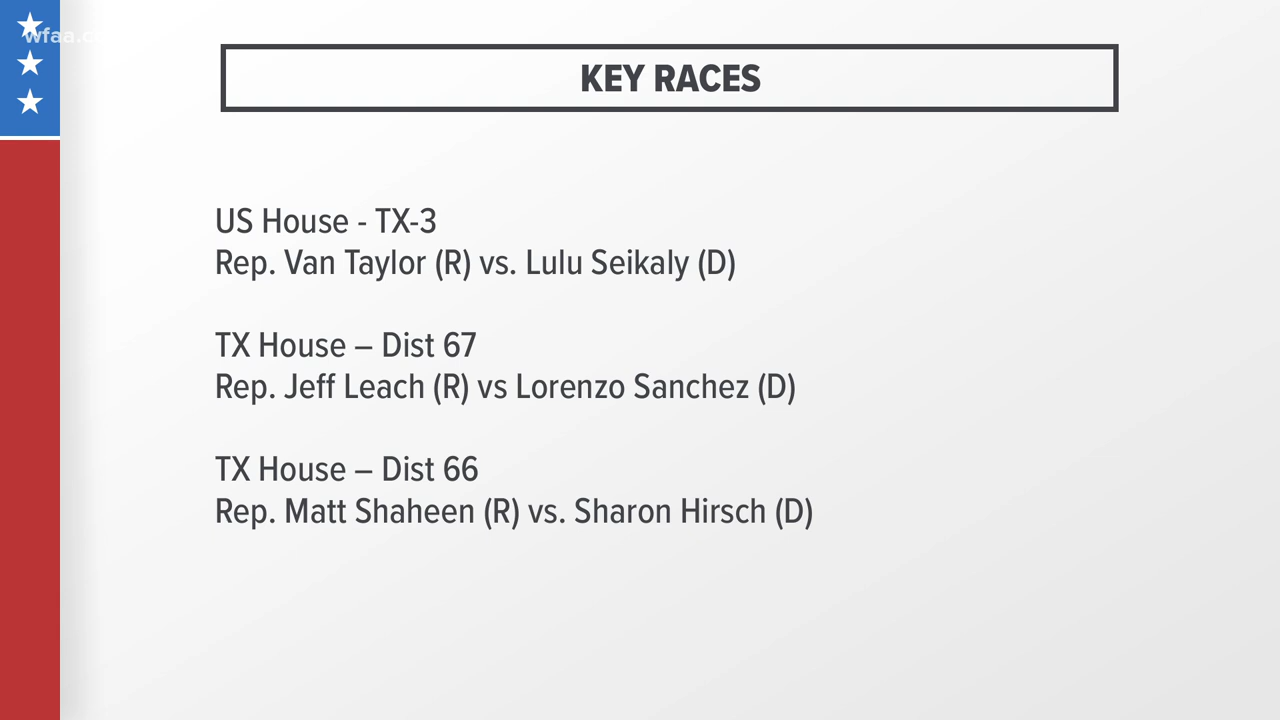 KEY RACES
US House - TX-3
Rep. Van Taylor (R) vs. Lulu Seikaly (D)
TX House – Dist 67
Rep. Jeff Leach (R) vs Lorenzo Sanchez (D)
TX House – Dist 66
Rep. Matt Shaheen (R) vs. Sharon Hirsch (D)